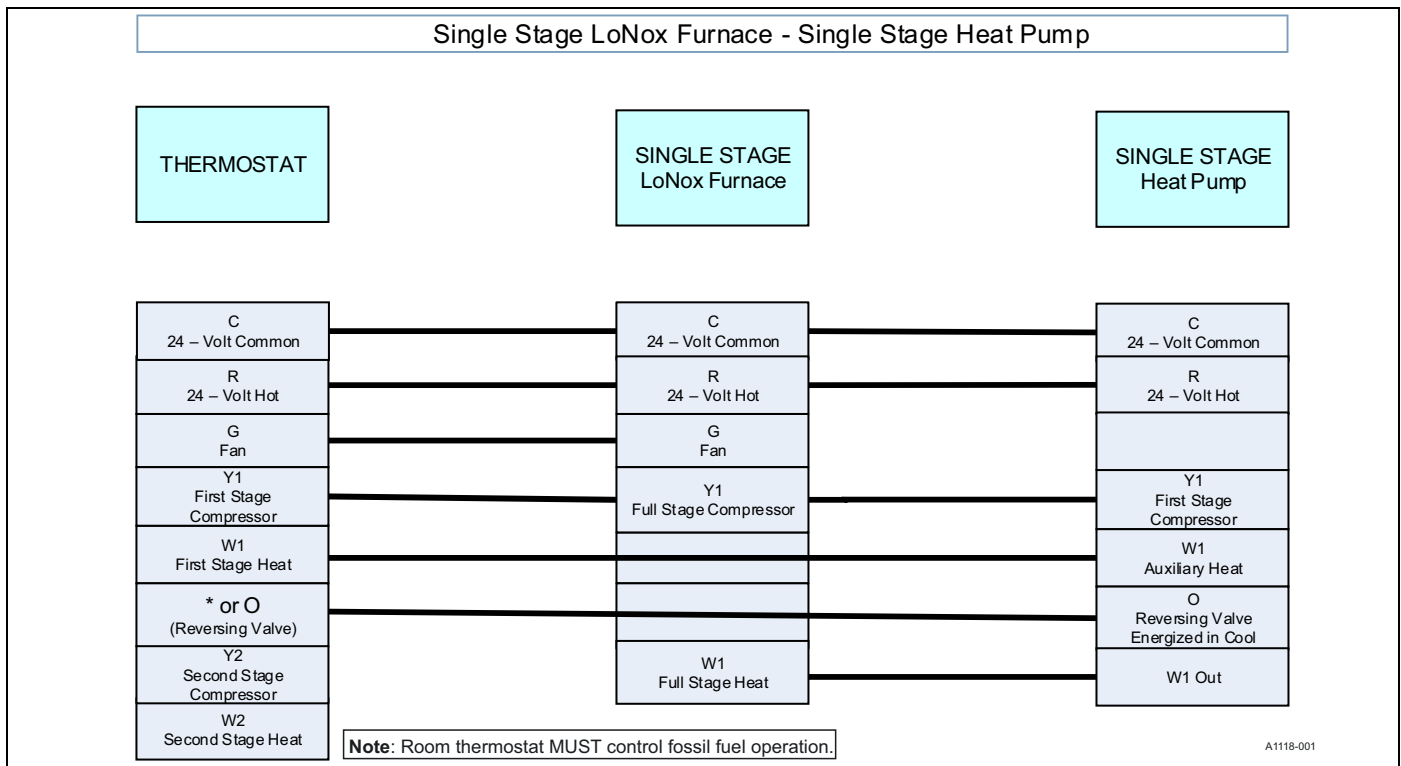 Single Stage LoNox Furnace - Single Stage Heat Pump
THERMOSTAT
SINGLE STAGE
LoNox Furnace
SINGLE STAGE
Heat Pump
C
24 – Volt Common
R
24 – Volt Hot
G
Fan
Y1
First Stage
Compressor
W1
First Stage Heat
* or O
(Reversing Valve)
Y2
Second Stage
Compressor
W2
Second Stage Heat
C
24 – Volt Common
R
24 – Volt Hot
G
Fan
Y1
Full Stage Compressor
W1
Full Stage Heat
C
24 – Volt Common
R
24 – Volt Hot
Y1
First Stage
Compressor
W1
Auxiliary Heat
O
Reversing Valve
Energized in Cool
W1 Out
Note: Room thermostat MUST control fossil fuel operation.
A1118-001